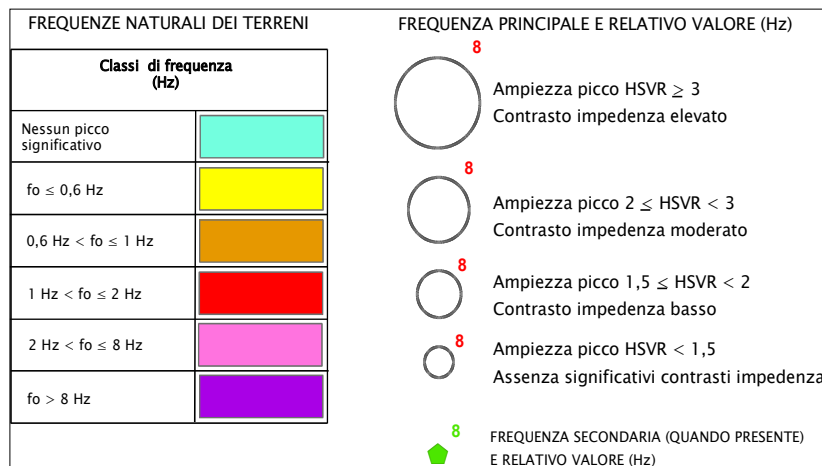 FREQUENZE NATURALI DEI TERRENI
Classi di frequenza
(Hz)
Nessun picco
significativo
fo ≤ 0,6 Hz
0,6 Hz < fo ≤ 1 Hz
1 Hz < fo ≤ 2 Hz
2 Hz < fo ≤ 8 Hz
fo > 8 Hz
FREQUENZA PRINCIPALE E RELATIVO VALORE (Hz)
8
Ampiezza picco HSVR ≥ 3
Contrasto impedenza elevato
8
Ampiezza picco 2 ≤ HSVR < 3
Contrasto impedenza moderato
8
Ampiezza picco 1,5 ≤ HSVR < 2
Contrasto impedenza basso
8
Ampiezza picco HSVR < 1,5
Assenza significativi contrasti impedenza
8
FREQUENZA SECONDARIA (QUANDO PRESENTE)
E RELATIVO VALORE (Hz)